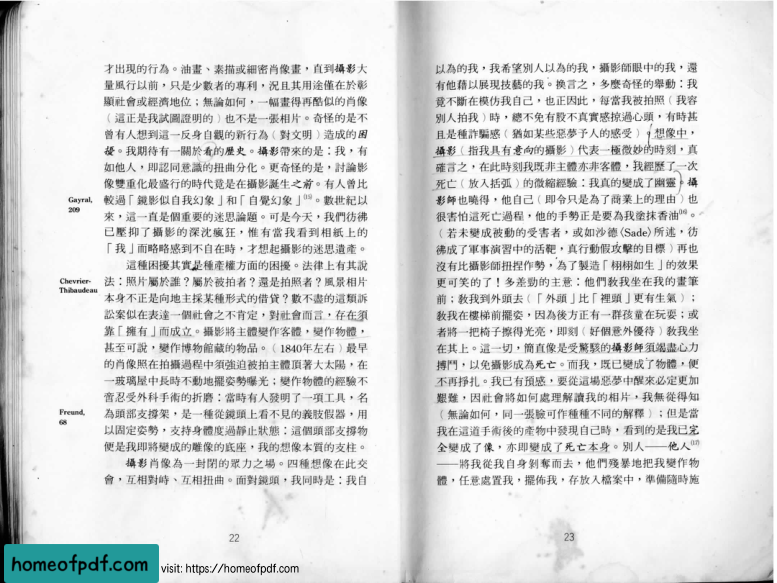 才出現的行為。油畫、素描或細密肖像畫,直到攝影大
量風行以前,只是少數者的專利,況且其用途僅在於彰
顯社會或經濟地位;無論如何,一幅畫得再酷似的肖像
(這正是我試圖證明的)也不是一張相片。奇怪的是不
曾有人想到這一反身自觀的新行為(對文明)造成的困
擾。我期待有一關於看的歷史。攝影帶來的是:我,有
如他人,即認同意識的扭曲分化。更奇怪的是,討論影
像雙重化最盛行的時代竟是在攝影誕生之前。有人曾比
Gayral, 209
較過「鏡影似自我幻象」和「自覺幻象」⁽¹⁵⁾。數世紀以
來,這一直是個重要的迷思論題。可是今天,我們彷彿
已壓抑了攝影的深沈瘋狂,惟有當我看到相紙上的
「我」而略略感到不自在時,才想起攝影的迷思遺產。
這種困擾其實是種產權方面的困擾。法律上有其說
Chevrier-Thibaudeau
法:照片屬於誰?屬於被拍者?還是拍照者?風景相片
本身不正是向地主採某種形式的借貸?數不盡的這類訴
訟案似在表達一個社會之不肯定,對社會而言,存在須
靠「擁有」而成立。攝影將主體變作客體,變作物體,
甚至可說,變作博物館藏的物品。(1840年左右)最早
的肖像照在拍攝過程中須強迫被拍主體頂著大太陽,在
一玻璃屋中長時不動地擺姿勢曝光;變作物體的經驗不
啻忍受外科手術的折磨:當時有人發明了一項工具,名
Freund, 68
為頭部支撐架,是一種從鏡頭上看不見的義肢假器,用
以固定姿勢,支持身體度過靜止狀態:這個頭部支撐物
便是我即將變成的雕像的底座,我的想像本質的支柱。
攝影肖像為一封閉的眾力之場。四種想像在此交
會,互相對峙、互相扭曲。面對鏡頭,我同時是:我自
22
以為的我,我希望別人以為的我,攝影師眼中的我,還
有他藉以展現技藝的我。換言之,多麼奇怪的舉動:我
竟不斷在模仿我自己,也正因此,每當我被拍照(我容
別人拍我)時,總不免有股不真實感掠過心頭,有時甚
且是種詐騙感(猶如某些惡夢予人的感受)。想像中,
攝影(指我具有意向的攝影)代表一極微妙的時刻,真
確言之,在此時刻我既非主體亦非客體,我經歷了一次
死亡(放入括弧)的微縮經驗:我真的變成了幽靈。攝
影師也曉得,他自己(即令只是為了商業上的理由)也
很害怕這死亡過程,他的手勢正是要為我塗抹香油⁽¹⁶⁾。
(若未變成被動的受害者,或如沙德(Sade)所述,彷
彿成了軍事演習中的活靶,真行動假攻擊的目標)再也
沒有比攝影師扭捏作勢,為了製造「栩栩如生」的效果
更可笑的了!多差勁的主意:他們教我坐在我的畫筆
前;教我到外頭去(「外頭」比「裡頭」更有生氣);
教我在樓梯前擺姿,因為後方正有一群孩童在玩耍;或
者將一把椅子擦得光亮,即刻(好個意外優待)教我坐
在其上。這一切,簡直像是受驚駭的攝影師須竭盡心力
搏鬥,以免攝影成為死亡。而我,既已變成了物體,便
不再掙扎。我已有預感,要從這場惡夢中醒來必定更加
艱難,因社會將如何處理解讀我的相片,我無從得知
(無論如何,同一張臉可作種種不同的解釋);但是當
我在這道手術後的產物中發現自己時,看到的是我已完
全變成了像,亦即變成了死亡本身。別人——他人⁽¹⁷⁾
——將我從我自身剝奪而去,他們殘暴地把我變作物
體,任意處置我,擺佈我,存放入檔案中,準備隨時施
23
homeofpdf.com
visit: https://homeofpdf.com